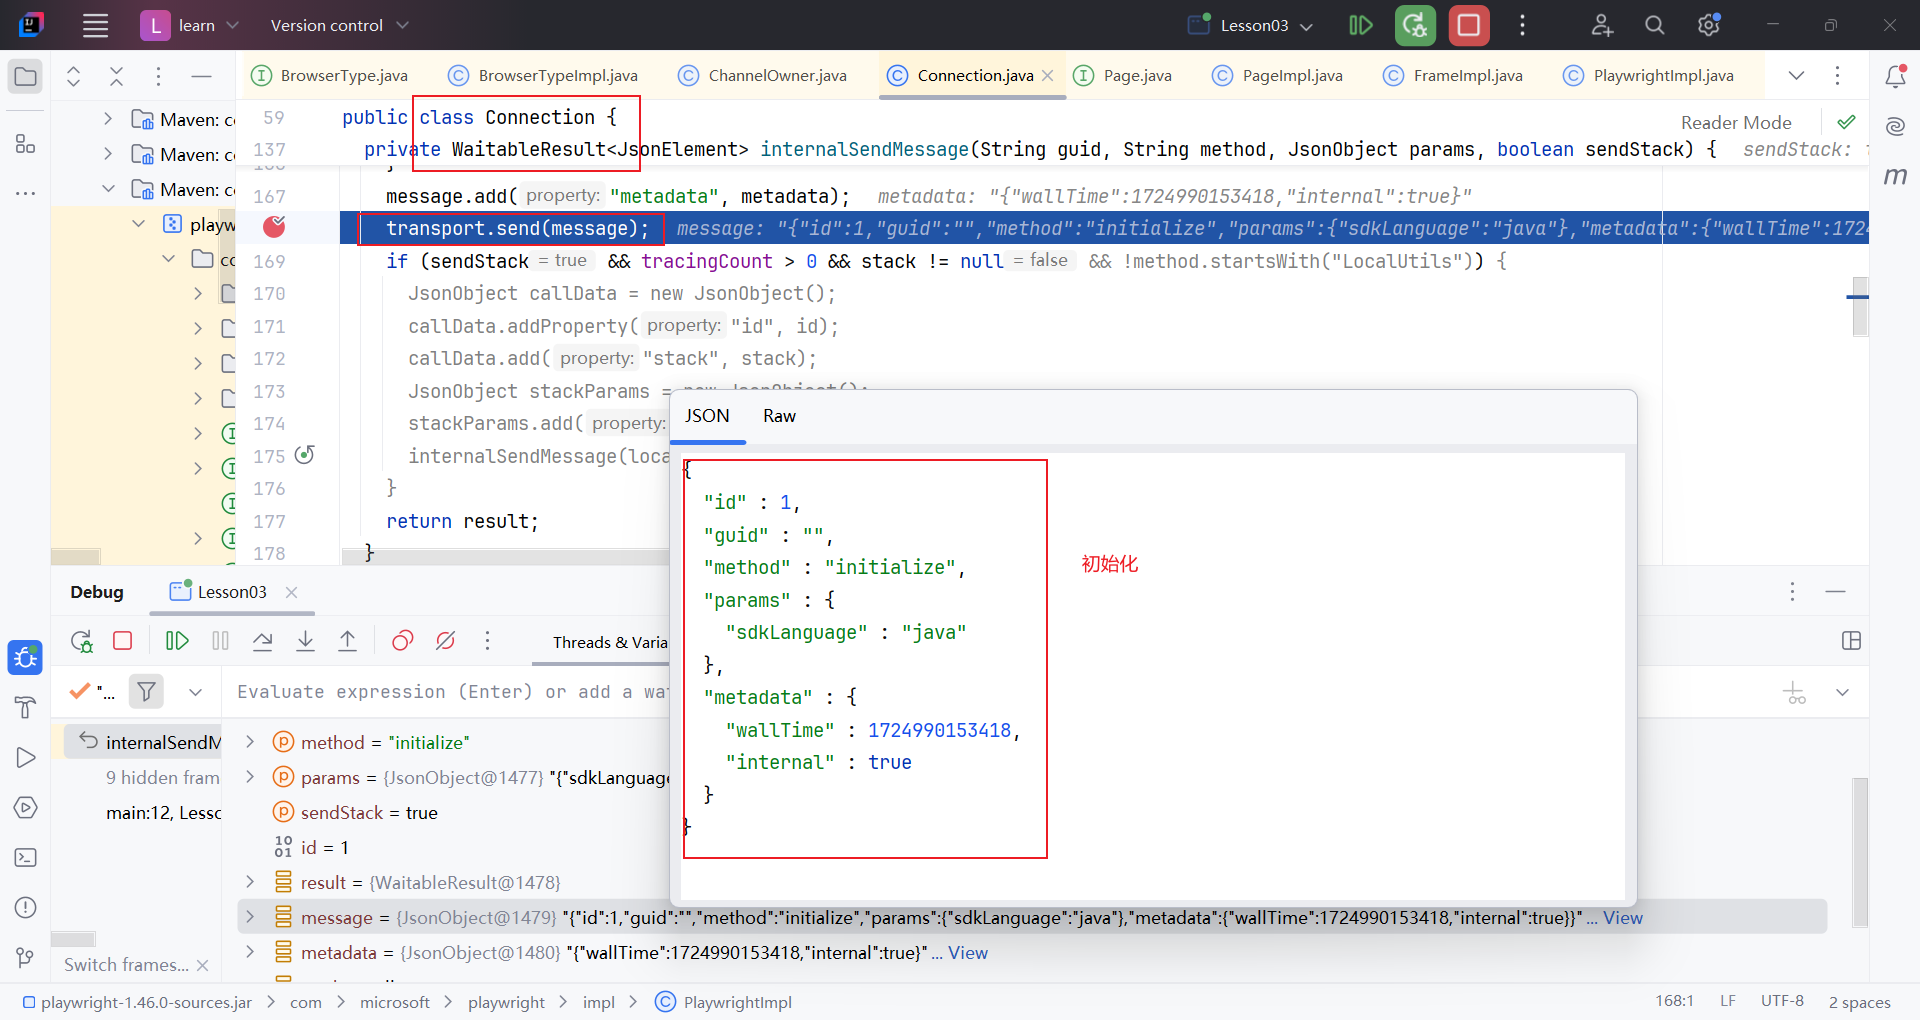 L learn Version control Lesson03
BrowserType.java BrowserTypeImpl.java ChannelOwner.java Connection.java Page.java PageImpl.java FrameImpl.java PlaywrightImpl.java
Maven: c
Maven: c
Maven: c
playw
59 public class Connection {
Reader Mode
137 private WaitableResult<JsonElement> internalSendMessage(String guid, String method, JsonObject params, boolean sendStack) { sendStack:
167 message.add( property: "metadata", metadata); metadata: "{"wallTime":1724990153418,"internal":true}"
transport.send(message); message: "{"id":1,"guid":"","method":"initialize","params":{"sdkLanguage":"java"},"metadata":{"wallTime":172
169 if (sendStack = true && tracingCount > 0 && stack != null = false && !method.startsWith("LocalUtils")) {
170 JsonObject callData = new JsonObject();
171 callData.addProperty( property: "id", id);
172 callData.add( property: "stack", stack);
173 JsonObject stackParams = new JsonObject();
174 stackParams.add( property:
175 internalSendMessage(loca
176 }
177 return result;
178 }
JSON Raw
{
"id" : 1,
"guid" : "",
"method" : "initialize",
"params" : {
"sdkLanguage" : "java"
},
"metadata" : {
"wallTime" : 1724990153418,
"internal" : true
}
}
初始化
Debug Lesson03
Threads & Varia
"...
Evaluate expression (Enter) or add a wa
internalSendM
9 hidden fram
main:12, Lesso
method = "initialize"
params = {JsonObject@1477} "{"sdkLanguage
sendStack = true
id = 1
result = {WaitableResult@1478}
message = {JsonObject@1479} "{"id":1,"guid":"","method":"initialize","params":{"sdkLanguage":"java"},"metadata":{"wallTime":1724990153418,"internal":true}}" ... View
metadata = {JsonObject@1480} "{"wallTime":1724990153418,"internal":true}" ... View
Switch frames...
playwright-1.46.0-sources.jar com microsoft playwright impl PlaywrightImpl
168:1 LF UTF-8 2 spaces